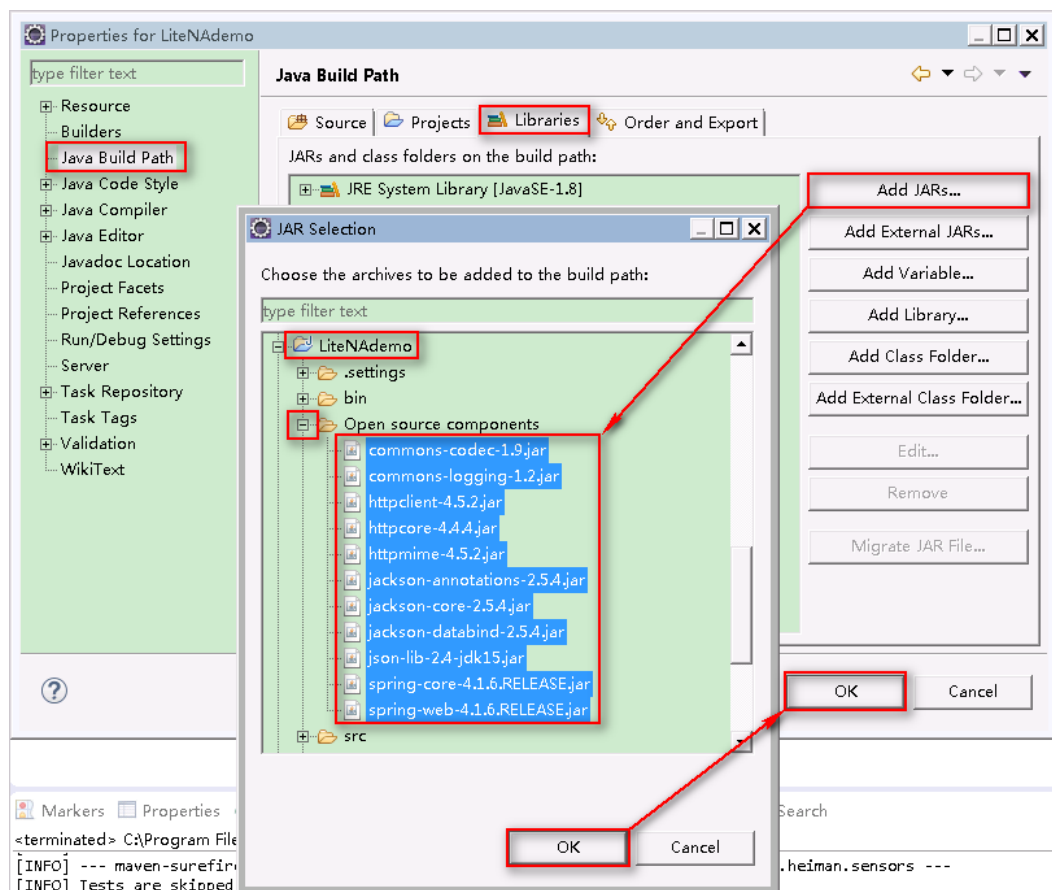 Properties for LiteNAdemo
type filter text
Resource
Builders
Java Build Path
Java Code Style
Java Compiler
Java Editor
Javadoc Location
Project Facets
Project References
Run/Debug Settings
Server
Task Repository
Task Tags
Validation
WikiText
Java Build Path
Source Projects Libraries Order and Export
JARs and class folders on the build path:
JRE System Library [JavaSE-1.8]
Add JARs...
Add External JARs...
Add Variable...
Add Library...
Add Class Folder...
Add External Class Folder...
Edit...
Remove
Migrate JAR File...
OK Cancel
JAR Selection
Choose the archives to be added to the build path:
type filter text
LiteNAdemo
.settings
bin
Open source components
commons-codec-1.9.jar
commons-logging-1.2.jar
httpclient-4.5.2.jar
httpcore-4.4.4.jar
httpmime-4.5.2.jar
jackson-annotations-2.5.4.jar
jackson-core-2.5.4.jar
jackson-databind-2.5.4.jar
json-lib-2.4-jdk15.jar
spring-core-4.1.6.RELEASE.jar
spring-web-4.1.6.RELEASE.jar
src
OK Cancel
Markers Properties Search
<terminated> C:\Program File
[INFO] --- maven-surefir .heiman.sensors ---
[INFO] Tests are skipped